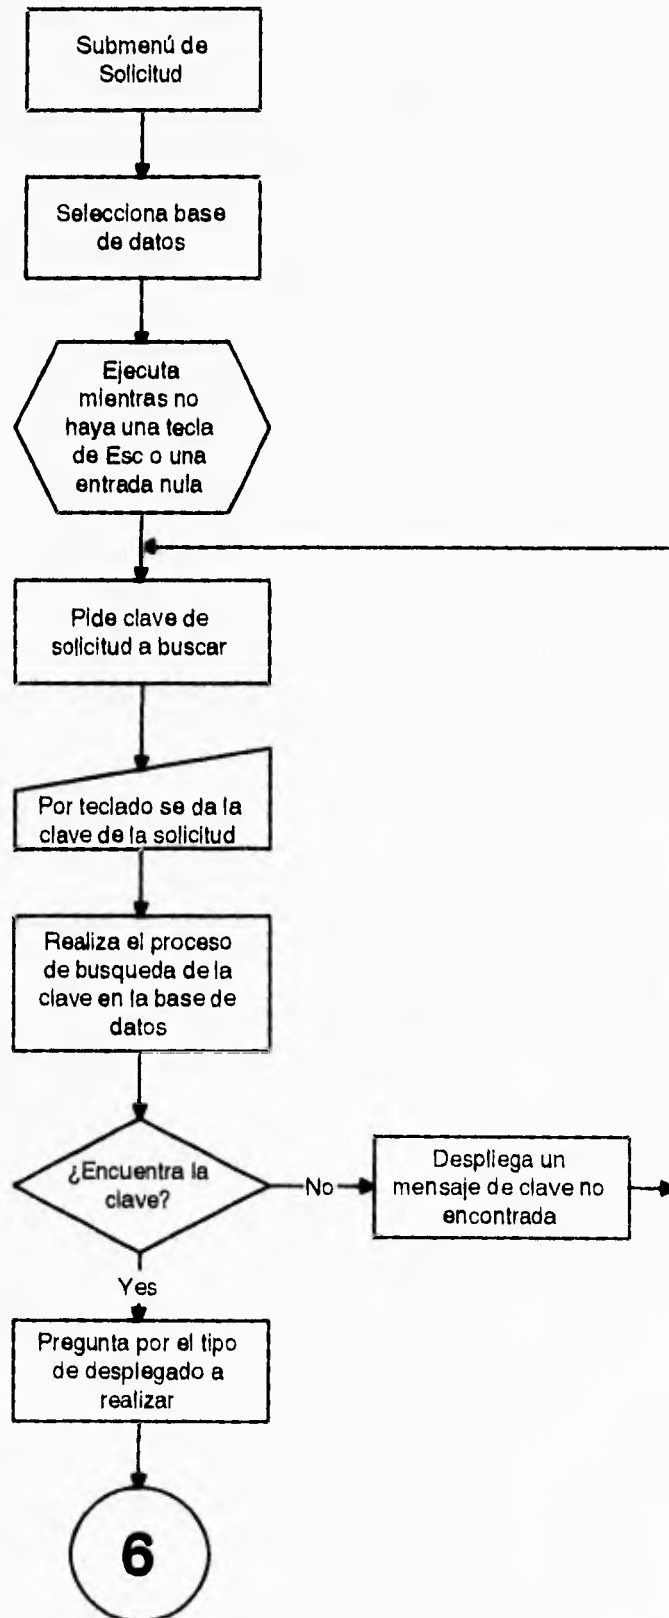 Submenú de
Solicitud
Selecciona base
de datos
Ejecuta
mientras no
haya una tecla
de Esc o una
entrada nula
Pide clave de
solicitud a buscar
Por teclado se da la
clave de la solicitud
Realiza el proceso
de busqueda de la
clave en la base de
datos
¿Encuentra la
clave?
No
Despliega un
mensaje de clave no
encontrada
Yes
Pregunta por el tipo
de desplegado a
realizar
6